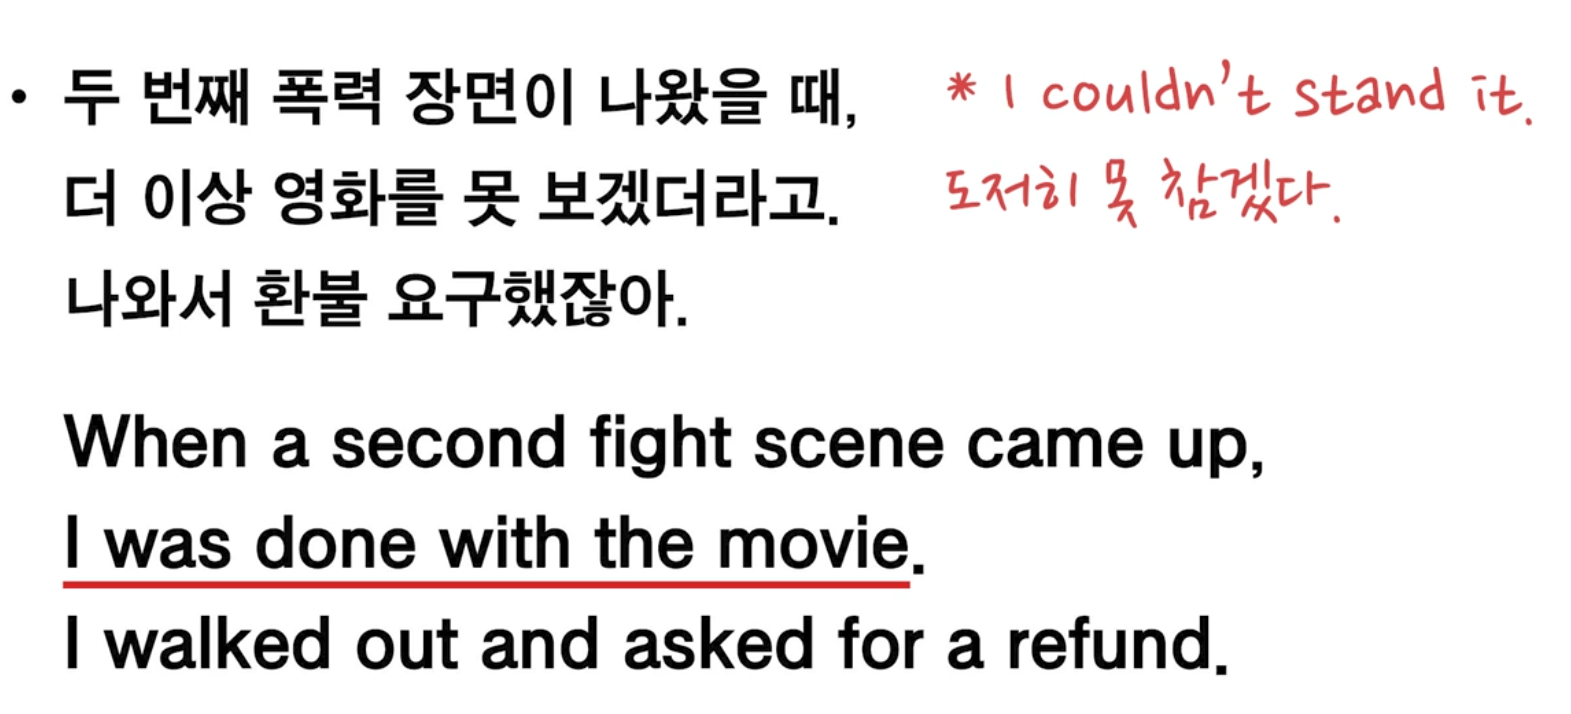 • 두 번째 폭력 장면이 나왔을 때,
더 이상 영화를 못 보겠더라고.
나와서 환불 요구했잖아.
* I couldn't stand it.
도저히 못 참겠다.
When a second fight scene came up,
I was done with the movie.
I walked out and asked for a refund.